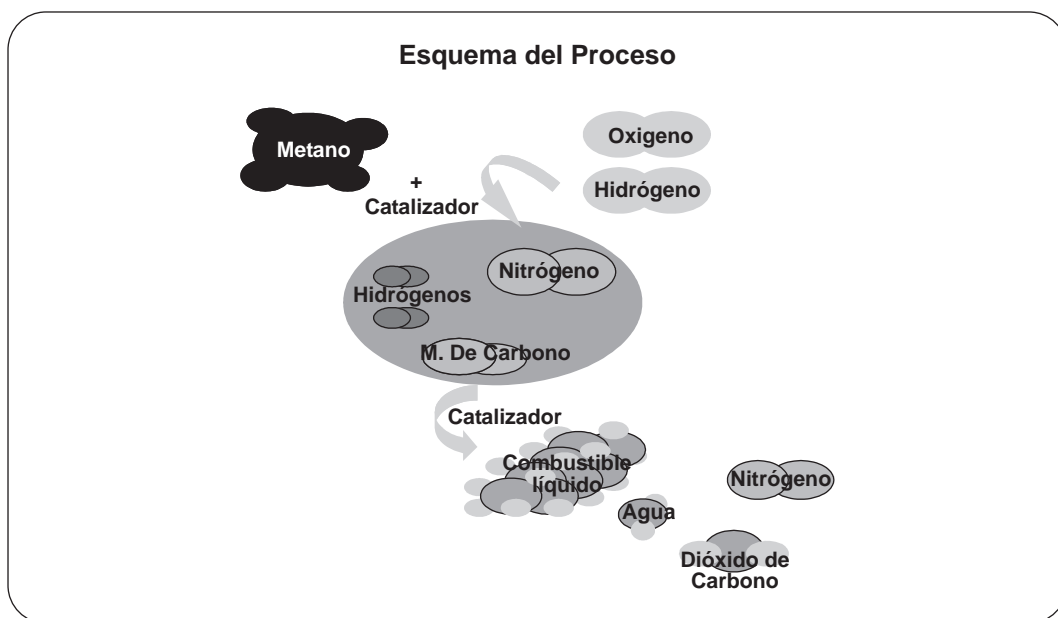 Esquema del Proceso
Metano
Oxigeno
Hidrógeno
+
Catalizador
Nitrógeno
Hidrógenos
M. De Carbono
Catalizador
Combustible
líquido
Nitrógeno
Agua
Dióxido de
Carbono